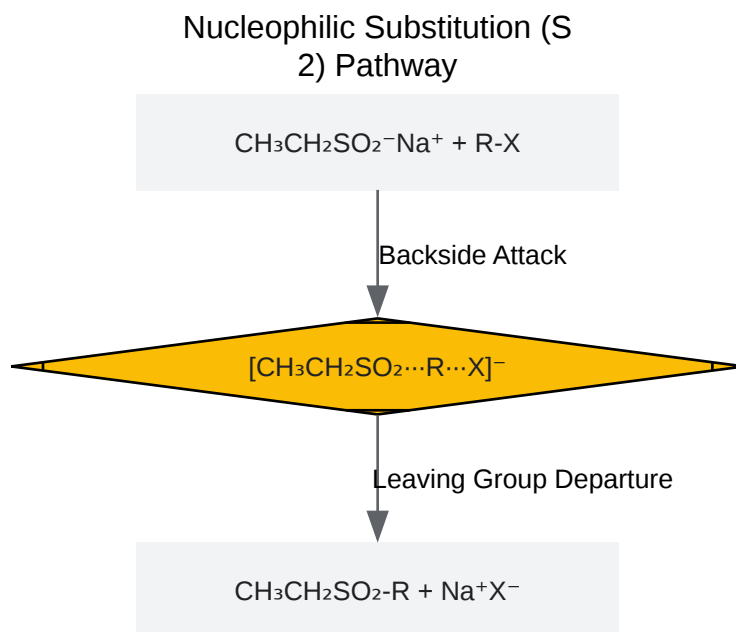 Nucleophilic Substitution (S
2) Pathway
CH₃CH₂SO₂⁻Na⁺ + R-X
Backside Attack
[CH₃CH₂SO₂···R···X]⁻
Leaving Group Departure
CH₃CH₂SO₂-R + Na⁺X⁻